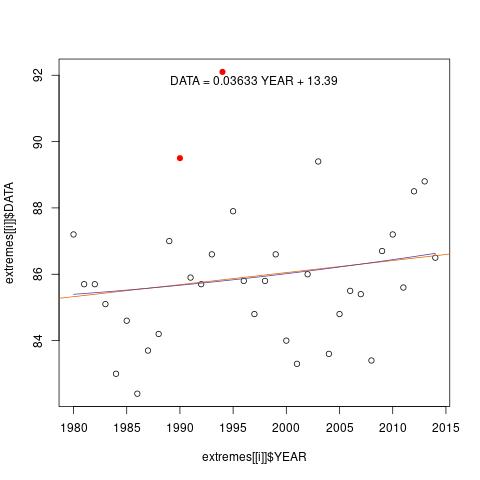 DATA = 0.03633 YEAR + 13.39
extremes[[i]]$DATA
92
90
88
86
84
1980 1985 1990 1995 2000 2005 2010 2015
extremes[[i]]$YEAR